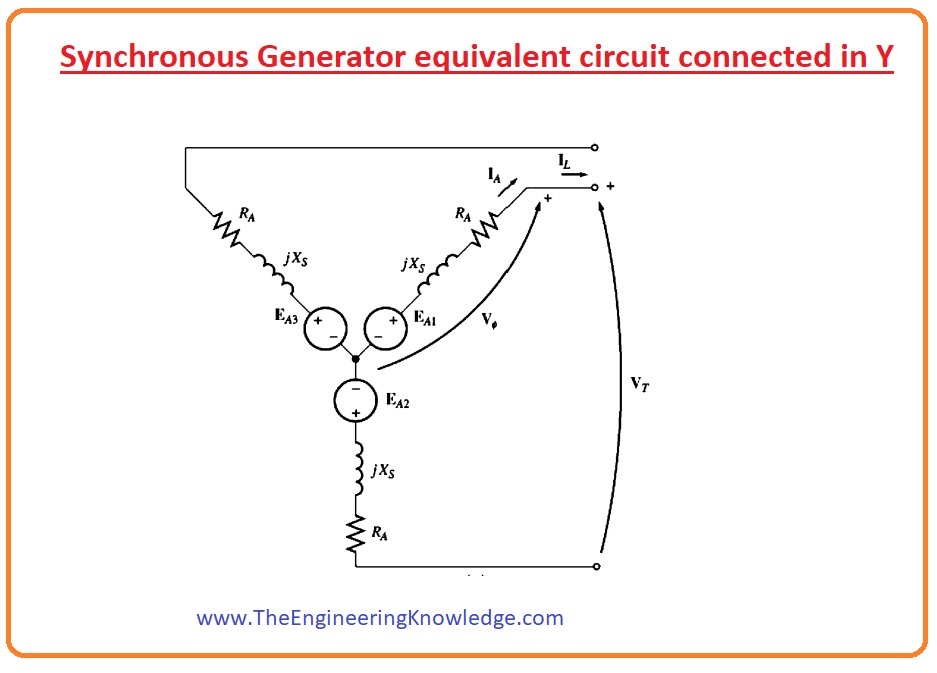 Synchronous Generator equivalent circuit connected in Y
I_L
I_A
+
+
R_A
R_A
jX_S
jX_S
E_A3
+
−
+
−
E_A1
V_ϕ
−
+
E_A2
V_T
jX_S
R_A
www.TheEngineeringKnowledge.com